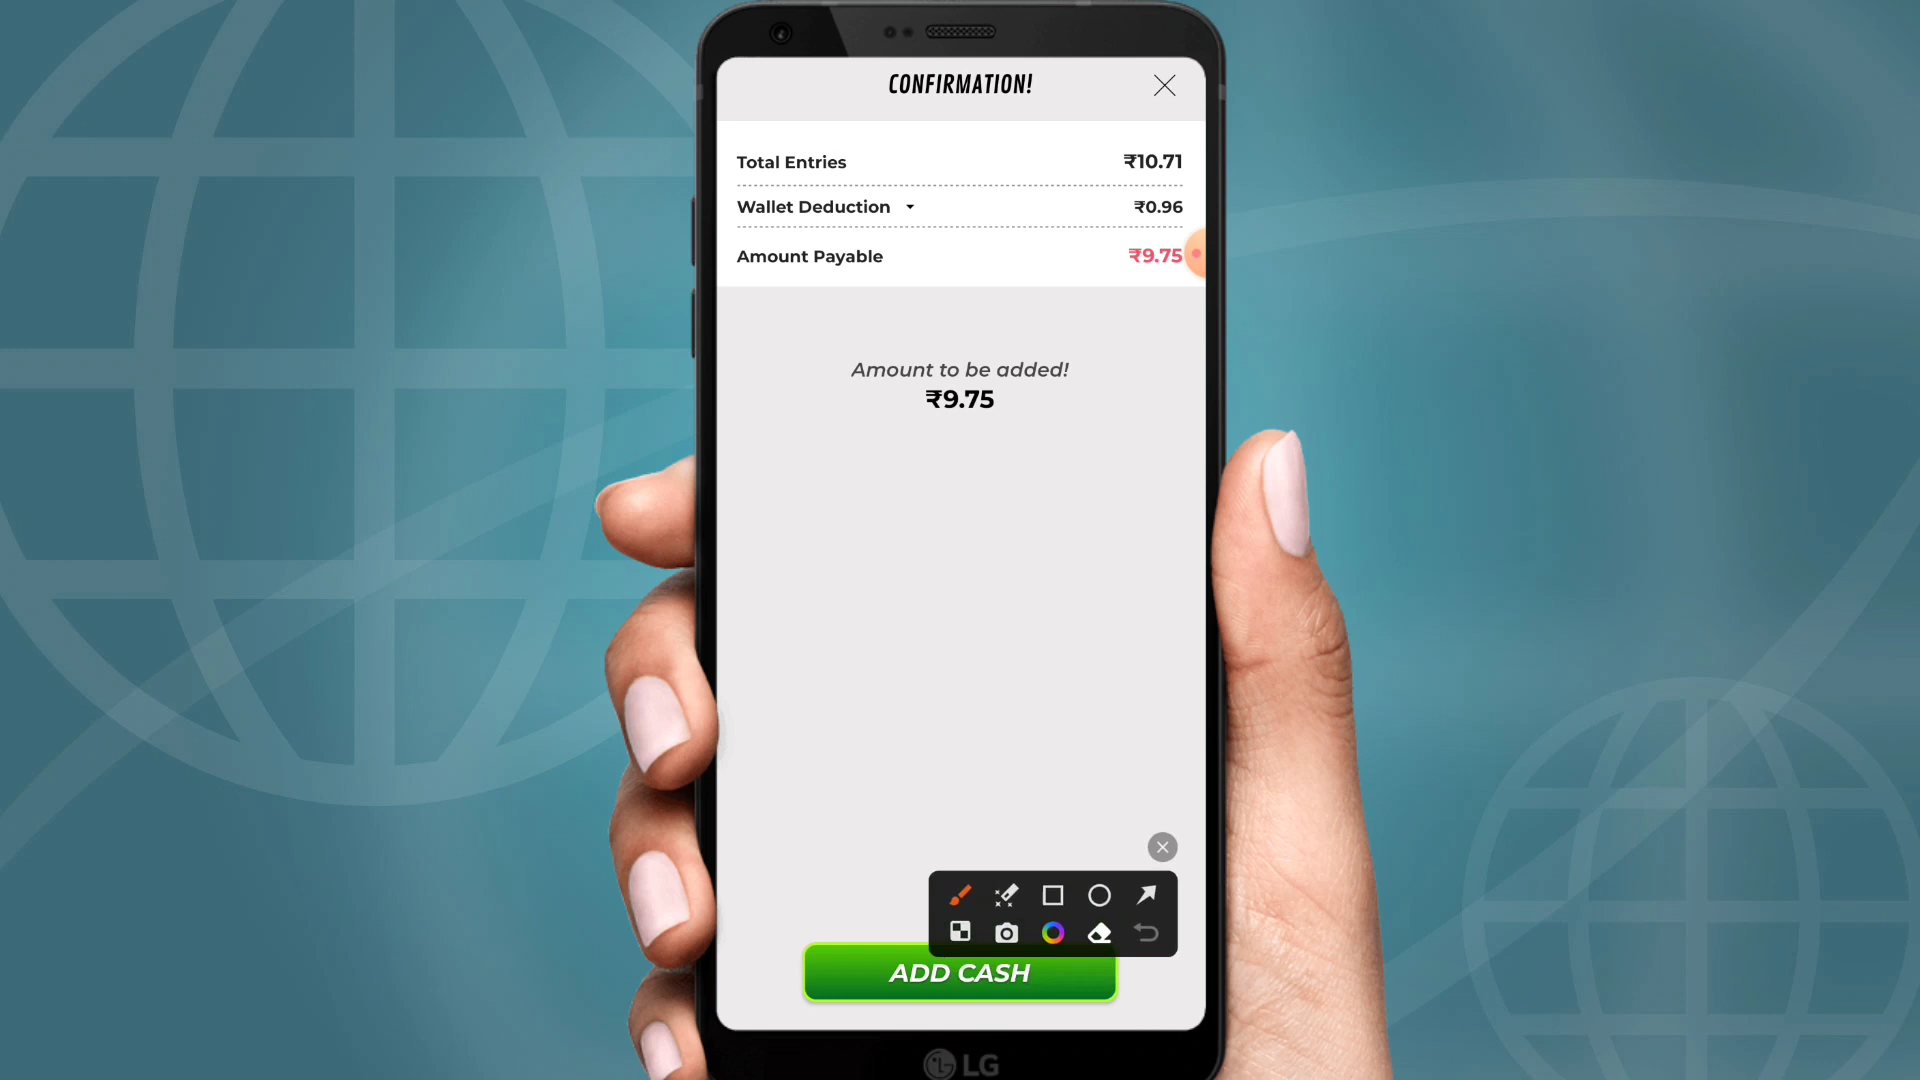 CONFIRMATION!
Total Entries ₹10.71
Wallet Deduction ₹0.96
Amount Payable ₹9.75
Amount to be added!
₹9.75
ADD CASH
LG